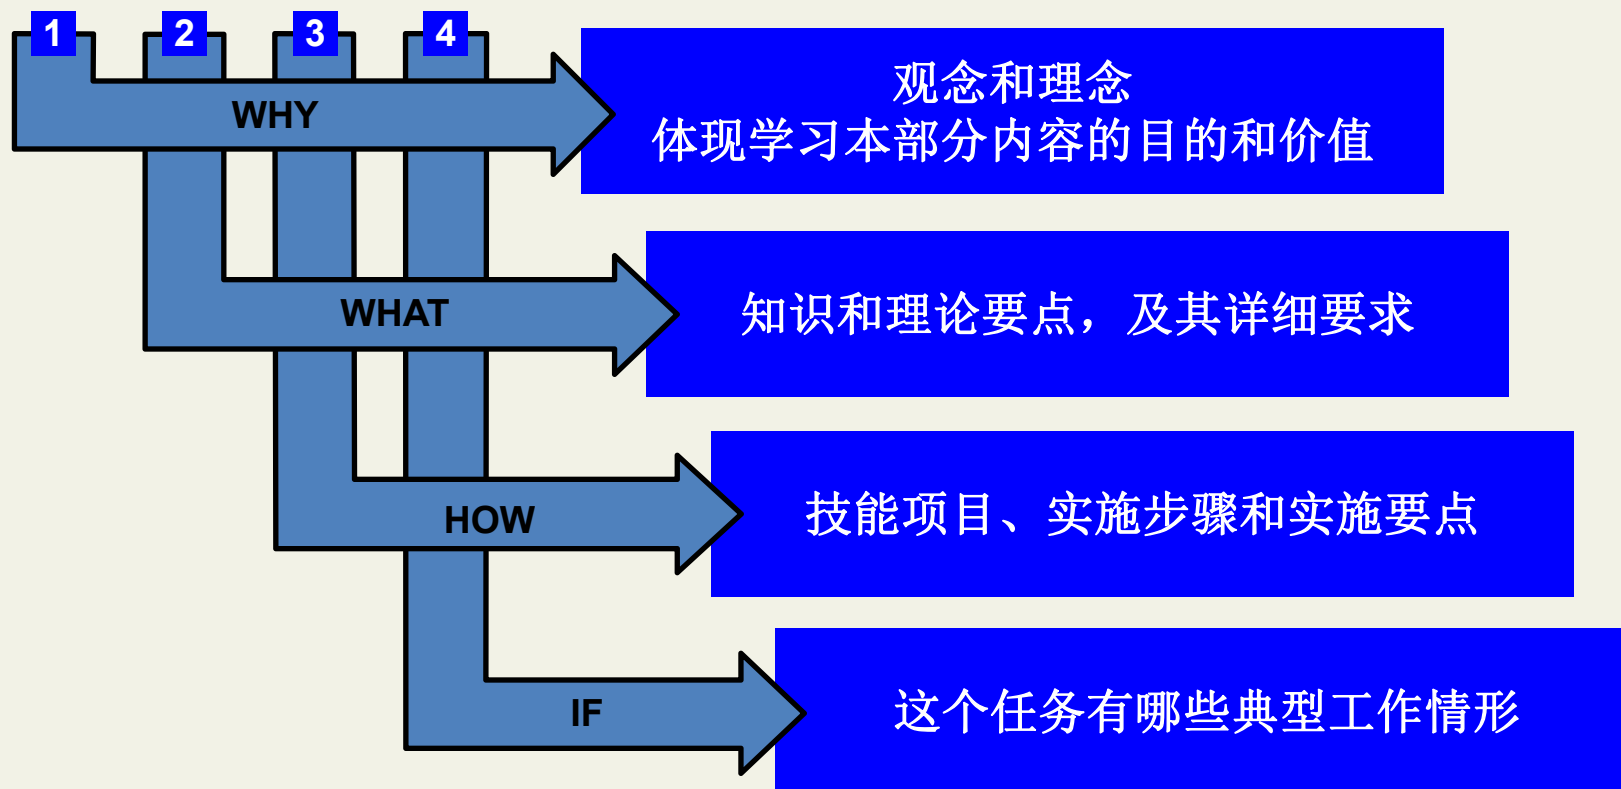 1 2 3 4
WHY
观念和理念
体现学习本部分内容的目的和价值
WHAT
知识和理论要点，及其详细要求
HOW
技能项目、实施步骤和实施要点
IF
这个任务有哪些典型工作情形